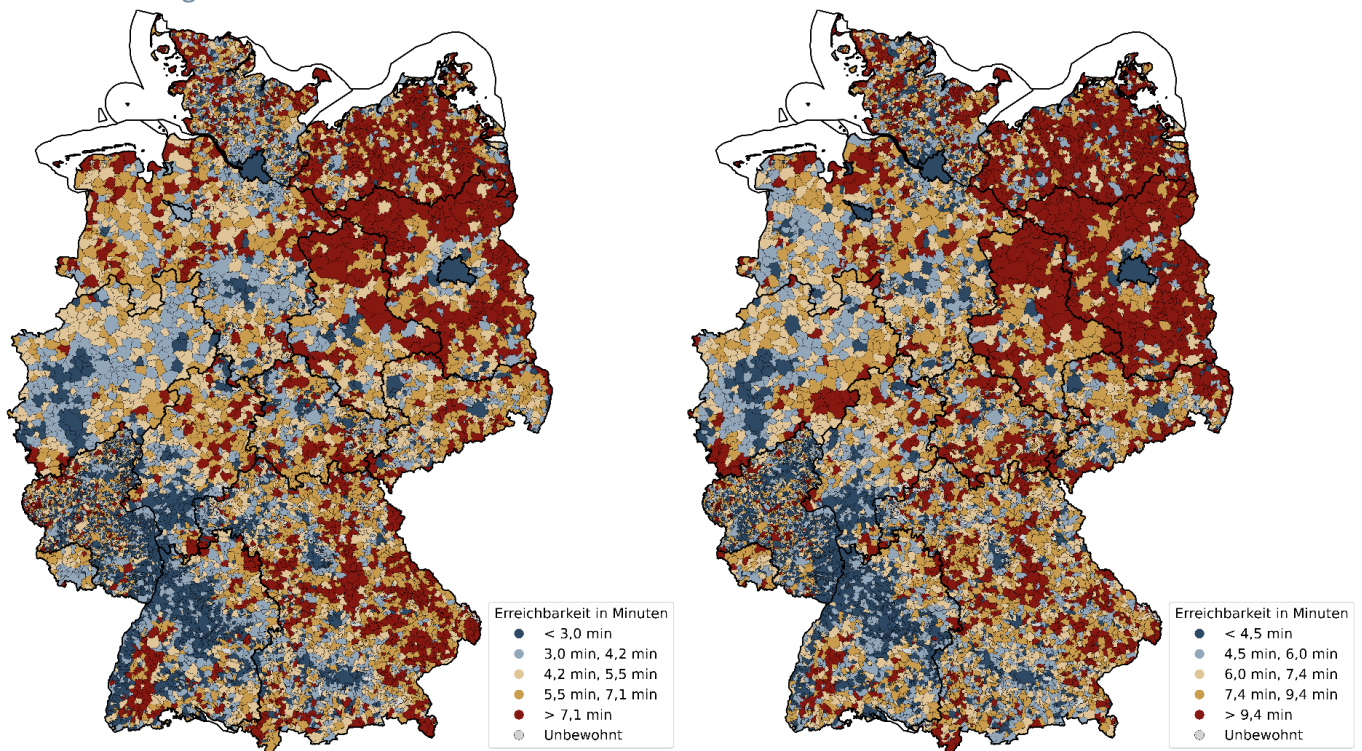 Erreichbarkeit in Minuten
< 3,0 min
3,0 min, 4,2 min
4,2 min, 5,5 min
5,5 min, 7,1 min
> 7,1 min
Unbewohnt
Erreichbarkeit in Minuten
< 4,5 min
4,5 min, 6,0 min
6,0 min, 7,4 min
7,4 min, 9,4 min
> 9,4 min
Unbewohnt